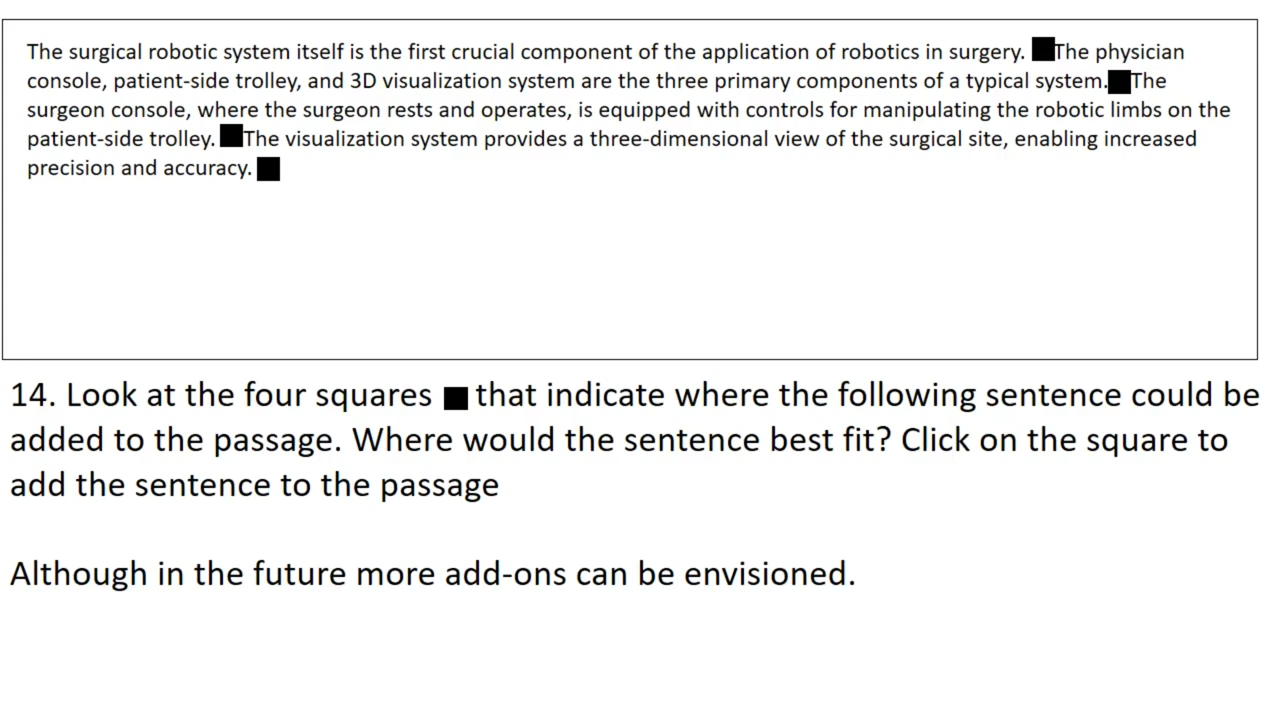 The surgical robotic system itself is the first crucial component of the application of robotics in surgery. ■The physician
console, patient-side trolley, and 3D visualization system are the three primary components of a typical system.■The
surgeon console, where the surgeon rests and operates, is equipped with controls for manipulating the robotic limbs on the
patient-side trolley. ■The visualization system provides a three-dimensional view of the surgical site, enabling increased
precision and accuracy. ■
14. Look at the four squares ■ that indicate where the following sentence could be
added to the passage. Where would the sentence best fit? Click on the square to
add the sentence to the passage
Although in the future more add-ons can be envisioned.